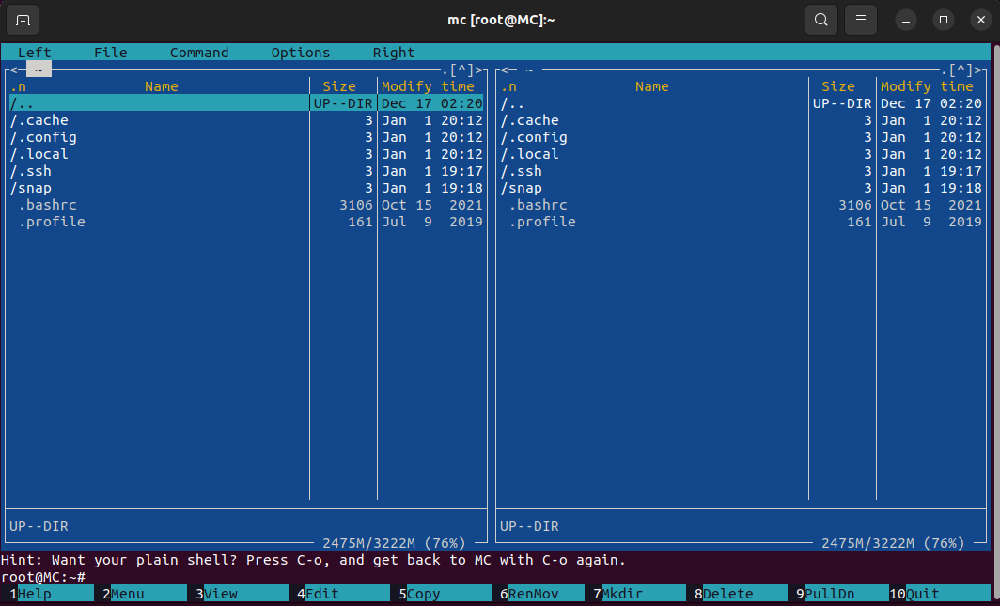 mc [root@MC]:~
Left File Command Options Right
<─ ~ .[^]> <─ ~ .[^]>
.n Name Size Modify time .n Name Size Modify time
/.. UP--DIR Dec 17 02:20 /.. UP--DIR Dec 17 02:20
/.cache 3 Jan 1 20:12 /.cache 3 Jan 1 20:12
/.config 3 Jan 1 20:12 /.config 3 Jan 1 20:12
/.local 3 Jan 1 20:12 /.local 3 Jan 1 20:12
/.ssh 3 Jan 1 19:17 /.ssh 3 Jan 1 19:17
/snap 3 Jan 1 19:18 /snap 3 Jan 1 19:18
.bashrc 3106 Oct 15 2021 .bashrc 3106 Oct 15 2021
.profile 161 Jul 9 2019 .profile 161 Jul 9 2019
UP--DIR UP--DIR
2475M/3222M (76%) 2475M/3222M (76%)
Hint: Want your plain shell? Press C-o, and get back to MC with C-o again.
root@MC:~#
1Help 2Menu 3View 4Edit 5Copy 6RenMov 7Mkdir 8Delete 9PullDn 10Quit